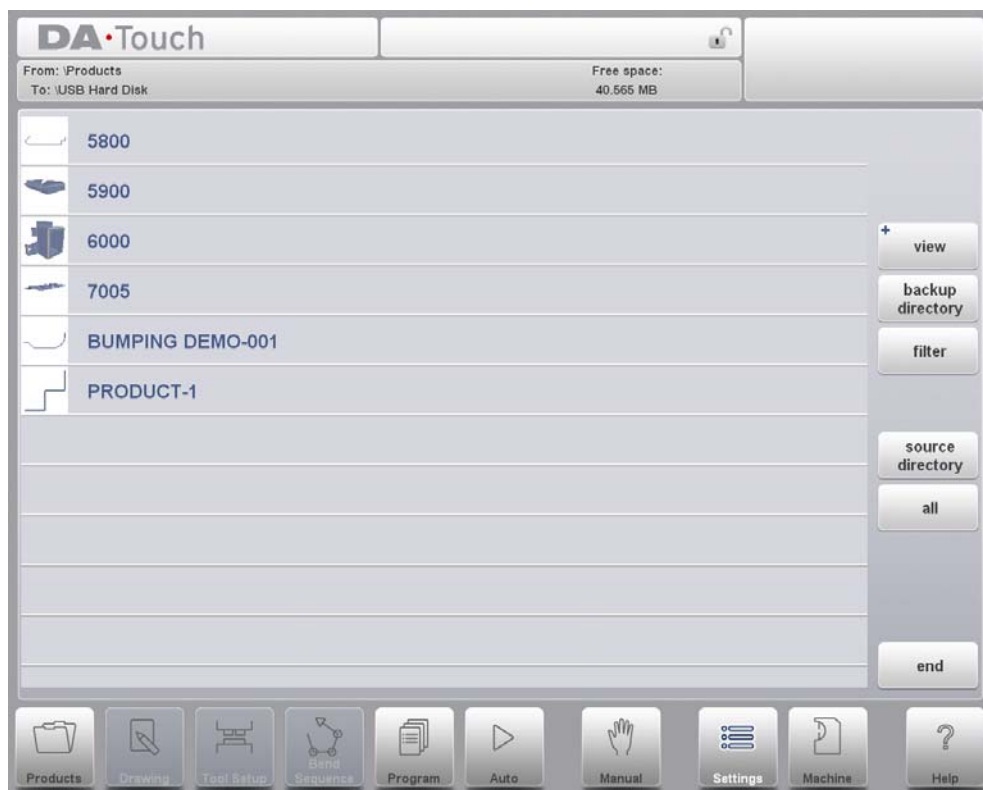 DA·Touch
From: \Products
To: \USB Hard Disk
Free space:
40.565 MB
5800
5900
6000
7005
BUMPING DEMO-001
PRODUCT-1
+
view
backup
directory
filter
source
directory
all
end
Products
Drawing
Tool Setup
Bend
Sequence
Program
Auto
Manual
Settings
Machine
?
Help